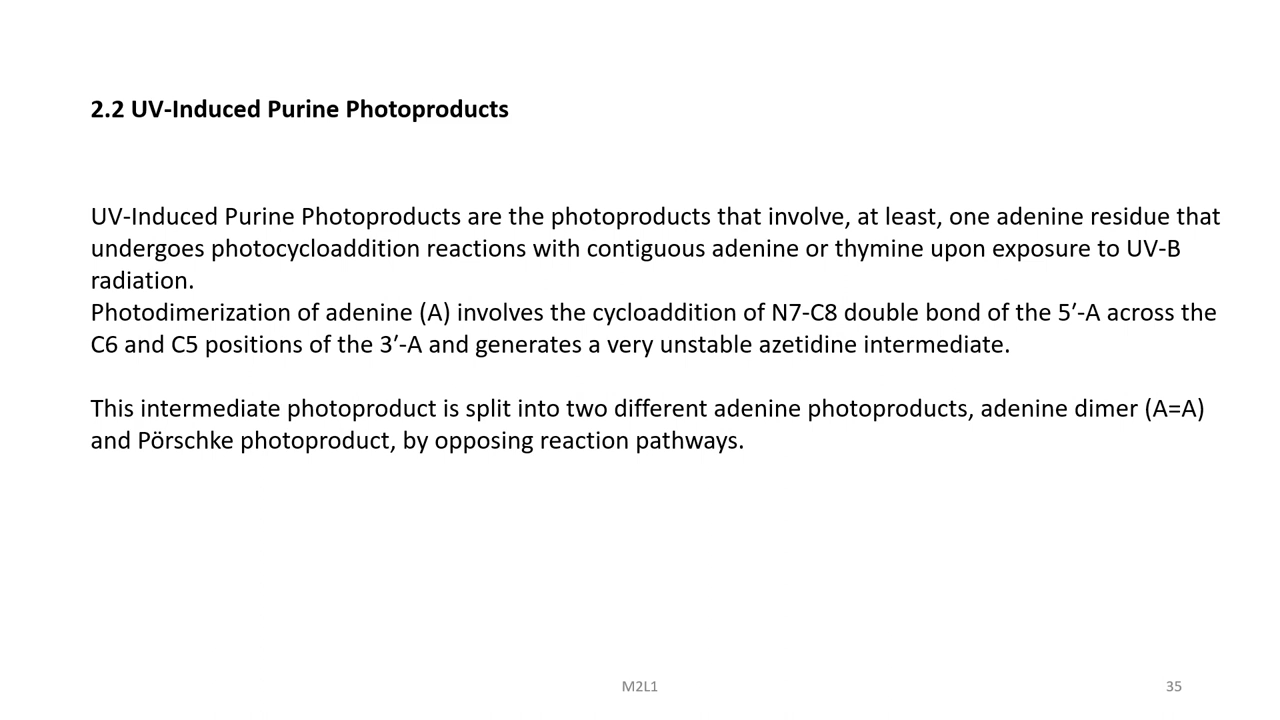 2.2 UV-Induced Purine Photoproducts
UV-Induced Purine Photoproducts are the photoproducts that involve, at least, one adenine residue that
undergoes photocycloaddition reactions with contiguous adenine or thymine upon exposure to UV-B
radiation.
Photodimerization of adenine (A) involves the cycloaddition of N7-C8 double bond of the 5′-A across the
C6 and C5 positions of the 3′-A and generates a very unstable azetidine intermediate.
This intermediate photoproduct is split into two different adenine photoproducts, adenine dimer (A=A)
and Pörschke photoproduct, by opposing reaction pathways.
M2L1
35